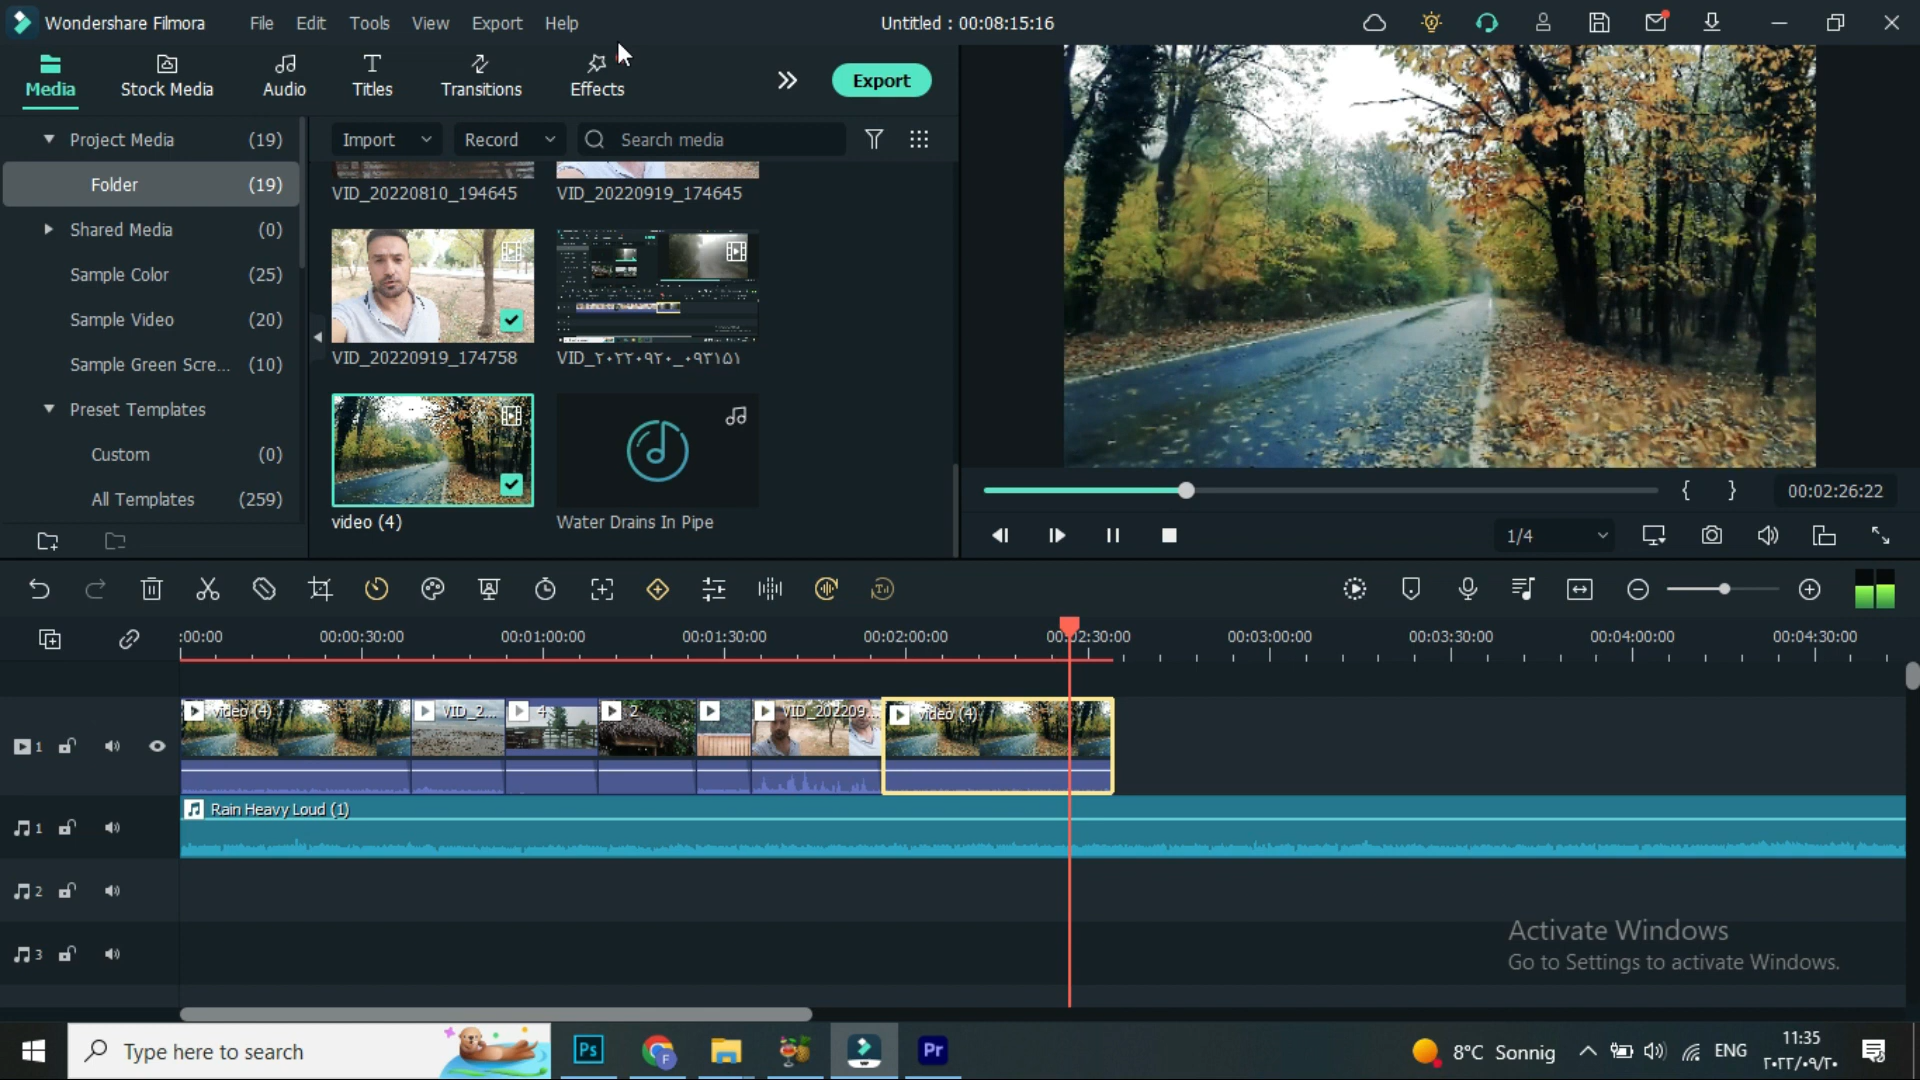 Wondershare Filmora File Edit Tools View Export Help Untitled : 00:08:15:16
Media Stock Media Audio Titles Transitions Effects Export
Project Media (19) Import Record Search media
Folder (19) VID_20220810_194645 VID_20220919_174645
Shared Media (0)
Sample Color (25)
Sample Video (20)
Sample Green Scre... (10) VID_20220919_174758 VID_٢٠٢٢٠٩٢٠_٠٩٣١٥١
Preset Templates
Custom (0)
All Templates (259)
video (4) Water Drains In Pipe
{ } 00:02:26:22
1/4
:00:00 00:00:30:00 00:01:00:00 00:01:30:00 00:02:00:00 00:02:30:00 00:03:00:00 00:03:30:00 00:04:00:00 00:04:30:00
video (4) VID_2... 4 2 VID_202209... video (4)
1
Rain Heavy Loud (1)
1
2
3
Activate Windows
Go to Settings to activate Windows.
Type here to search Ps F Pr 8°C Sonnig ENG 11:35
٢٠٢٢/٠٩/٢٠